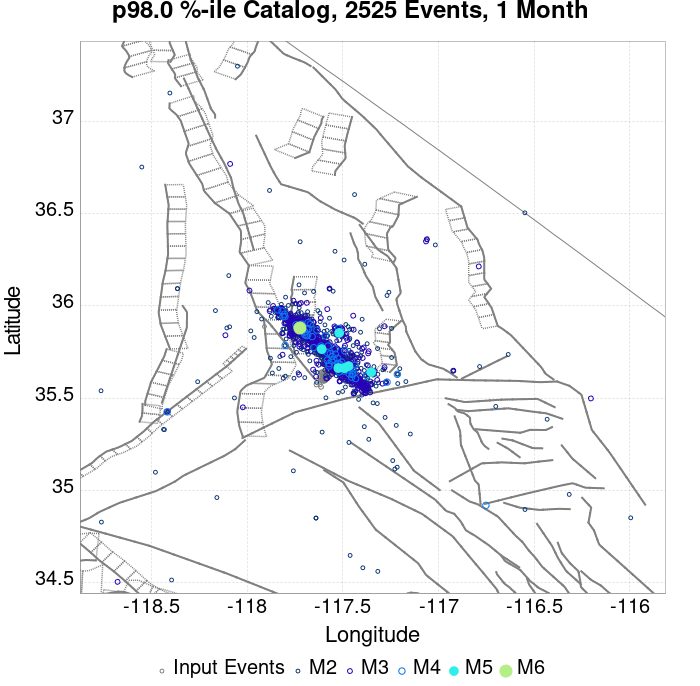 p98.0 %-ile Catalog, 2525 Events, 1 Month
Latitude
37
36.5
36
35.5
35
34.5
-118.5 -118 -117.5 -117 -116.5 -116
Longitude
Input Events M2 M3 M4 M5 M6